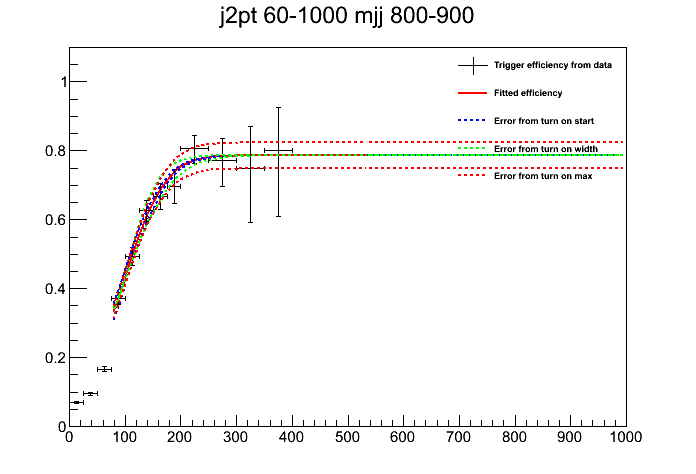 j2pt 60-1000 mjj 800-900
Trigger efficiency from data
Fitted efficiency
Error from turn on start
Error from turn on width
Error from turn on max
1
0.8
0.6
0.4
0.2
0
0 100 200 300 400 500 600 700 800 900 1000